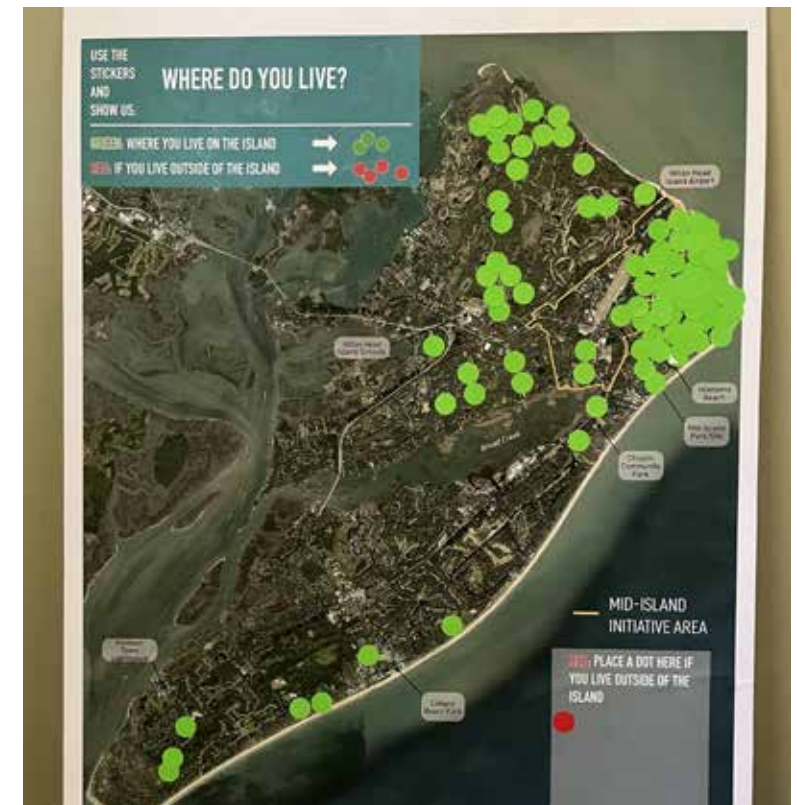 USE THE
STICKERS
AND
SHOW US:
WHERE DO YOU LIVE?
GREEN: WHERE YOU LIVE ON THE ISLAND
RED: IF YOU LIVE OUTSIDE OF THE ISLAND
Hilton Head
Island Airport
Hilton Head
Island Schools
Islanders
Beach
Mid-Island
Park Site
Broad Creek
Chaplin
Community
Park
MID-ISLAND
INITIATIVE AREA
RED: PLACE A DOT HERE IF
YOU LIVE OUTSIDE OF THE
ISLAND
Town
Coligny
Beach Park